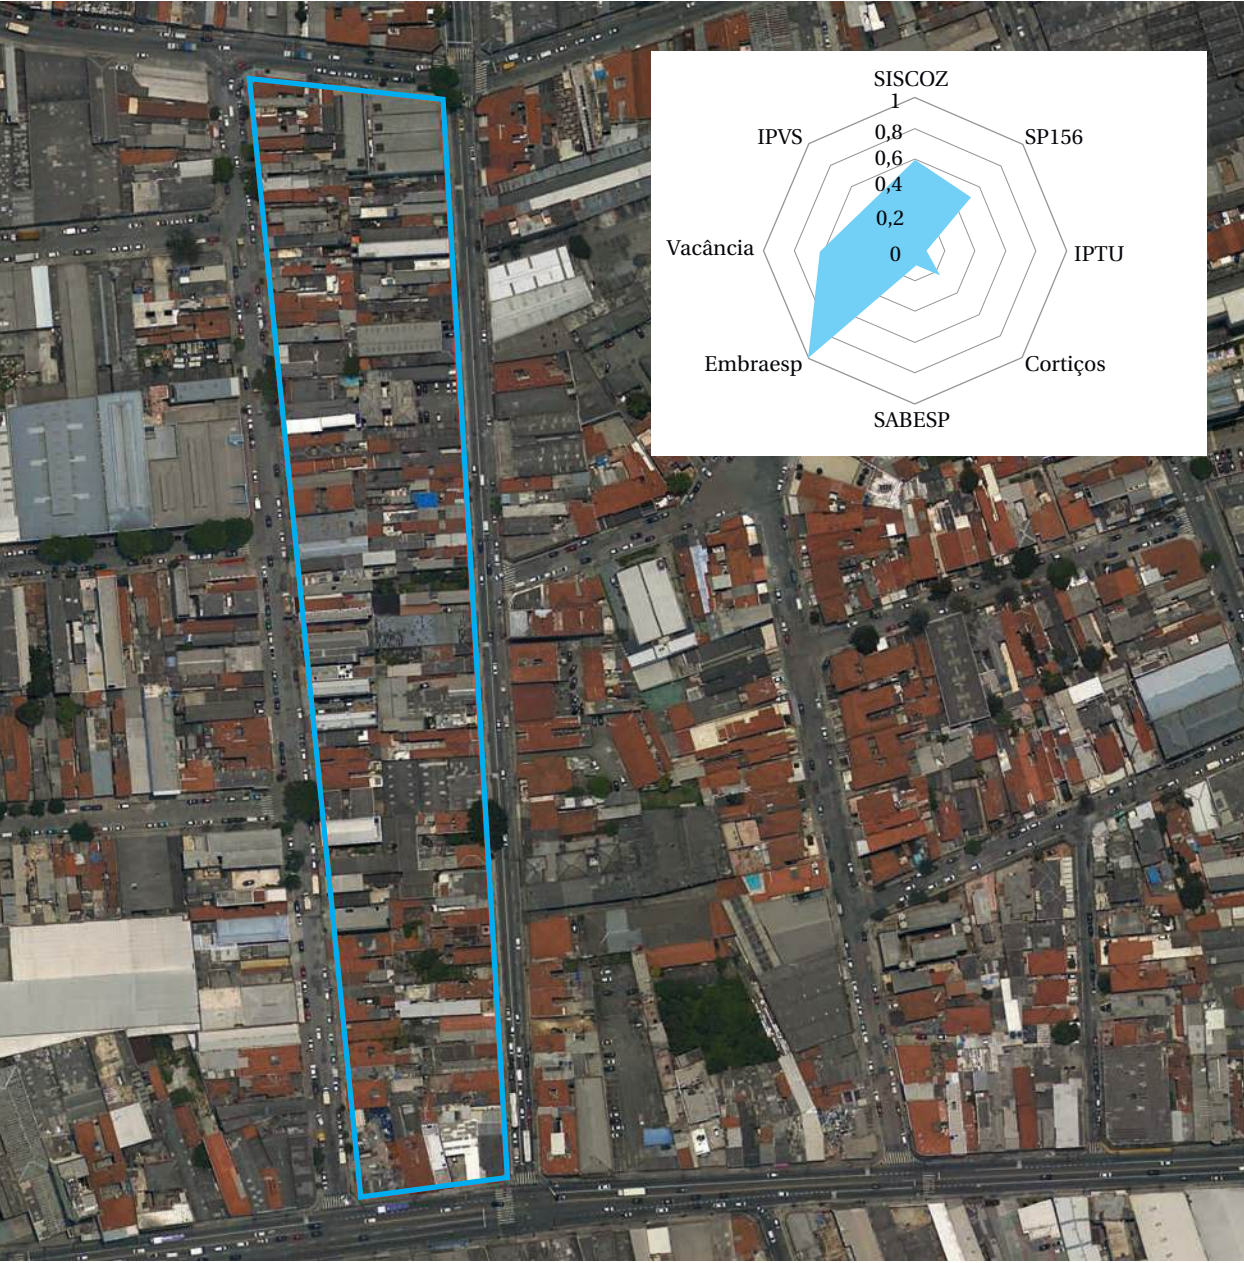 SISCOZ
1
IPVS
0,8
SP156
0,6
0,4
0,2
Vacância
0
IPTU
Embraesp
Cortiços
SABESP